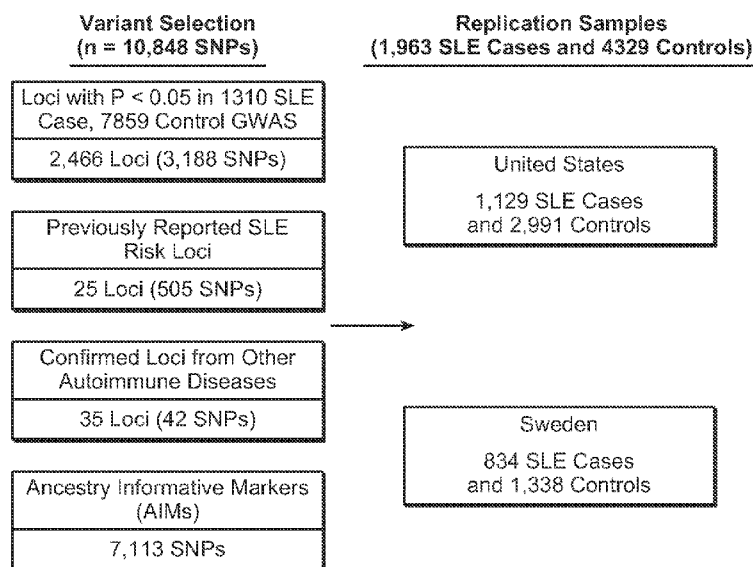 Variant Selection
(n = 10,848 SNPs)
Loci with P < 0.05 in 1310 SLE
Case, 7859 Control GWAS
2,466 Loci (3,188 SNPs)
Previously Reported SLE
Risk Loci
25 Loci (505 SNPs)
Confirmed Loci from Other
Autoimmune Diseases
35 Loci (42 SNPs)
Ancestry Informative Markers
(AIMs)
7,113 SNPs
Replication Samples
(1,963 SLE Cases and 4329 Controls)
United States
1,129 SLE Cases
and 2,991 Controls
Sweden
834 SLE Cases
and 1,338 Controls